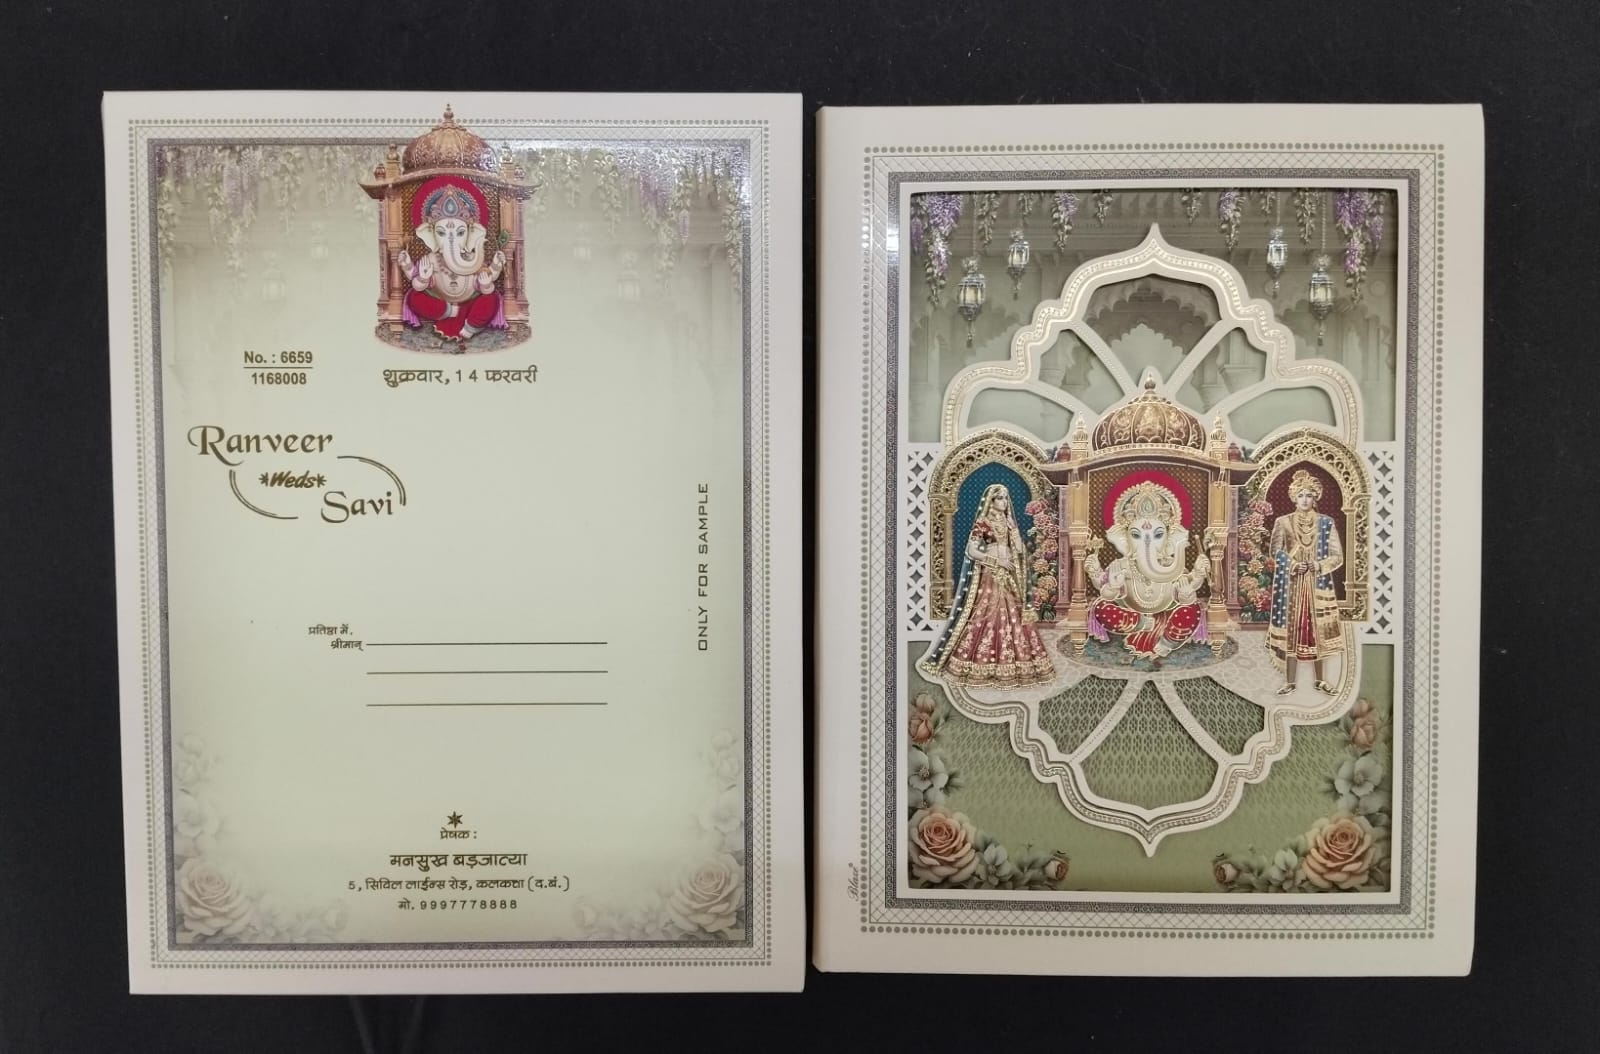 No. : 6659
1168008
शुक्रवार, 14 फरवरी
Ranveer
*Weds*
Savi
ONLY FOR SAMPLE
प्रतिष्ठा में,
श्रीमान्
प्रेषक :
मनसुख बड़जात्या
5, सिविल लाईन्स रोड़, कलकत्ता (द.बं.)
मो. 9997778888
Blast